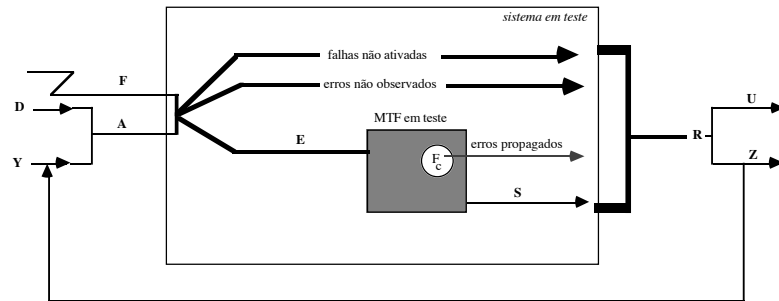 sistema em teste
falhas não ativadas
F
erros não observados
D
U
MTF em teste
A
E
R
erros propagados
F
c
Y
Z
S